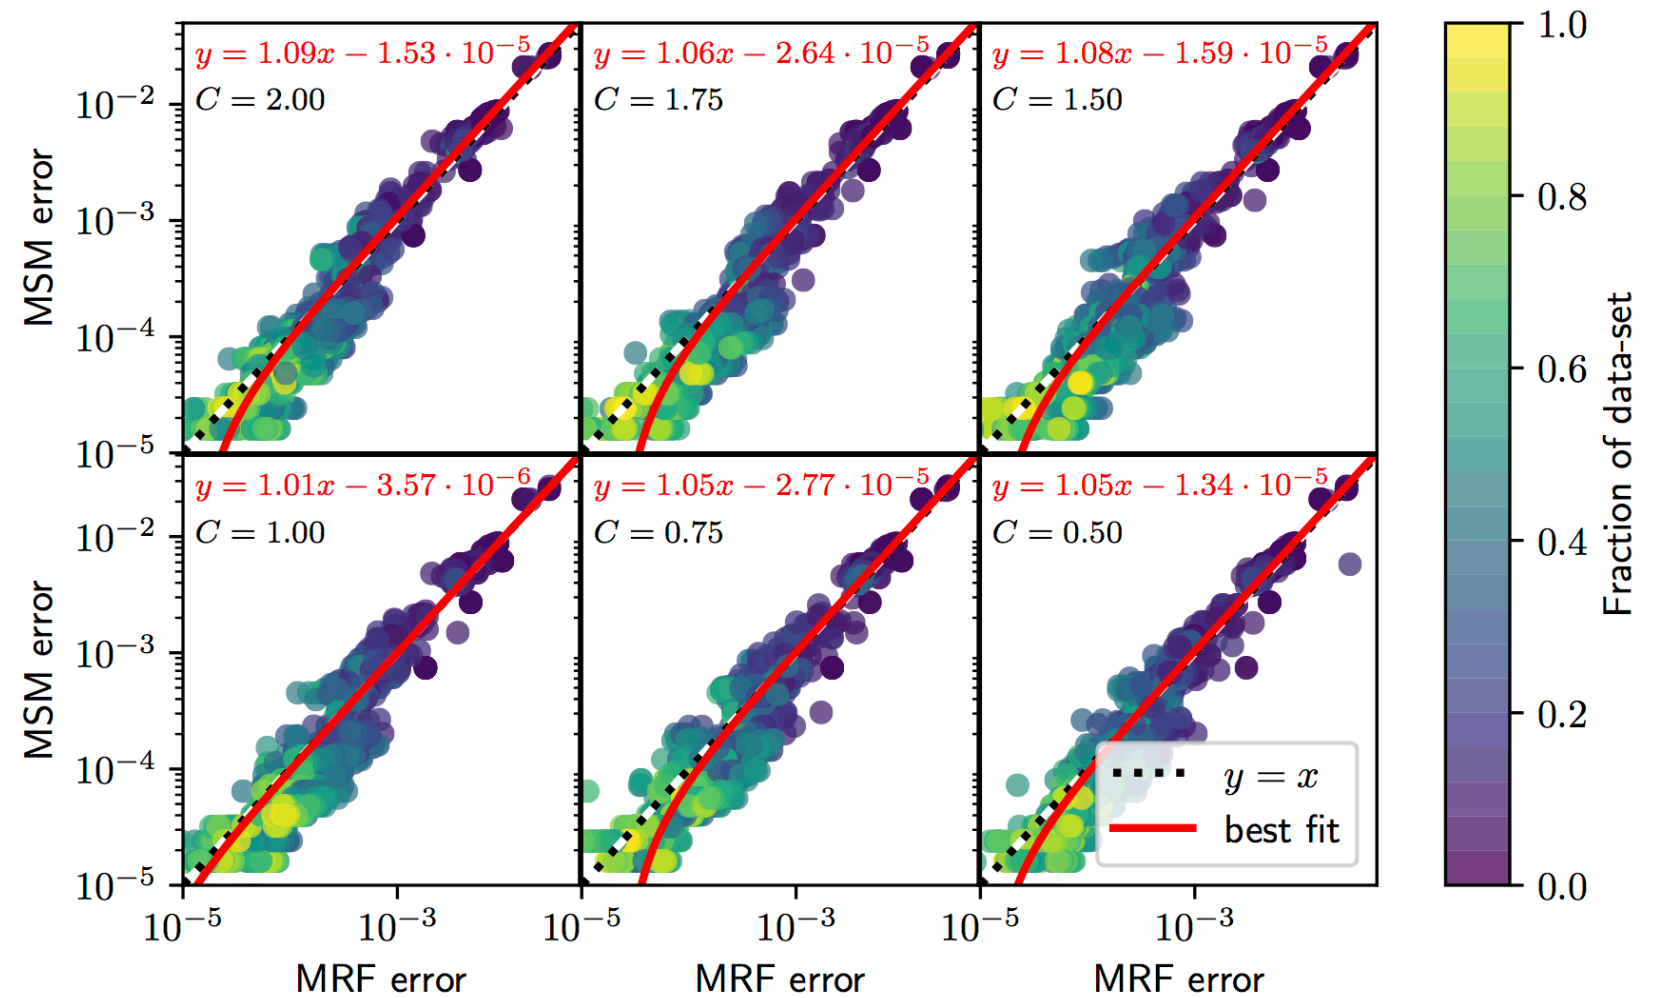 y = 1.09x − 1.53 · 10⁻⁵
C = 2.00
y = 1.06x − 2.64 · 10⁻⁵
C = 1.75
y = 1.08x − 1.59 · 10⁻⁵
C = 1.50
10⁻²
10⁻³
10⁻⁴
10⁻⁵
MSM error
y = 1.01x − 3.57 · 10⁻⁶
C = 1.00
y = 1.05x − 2.77 · 10⁻⁵
C = 0.75
y = 1.05x − 1.34 · 10⁻⁵
C = 0.50
y = x
best fit
10⁻²
10⁻³
10⁻⁴
10⁻⁵
MSM error
10⁻⁵
10⁻³
10⁻⁵
10⁻³
10⁻⁵
10⁻³
MRF error
MRF error
MRF error
1.0
0.8
0.6
0.4
0.2
0.0
Fraction of data-set